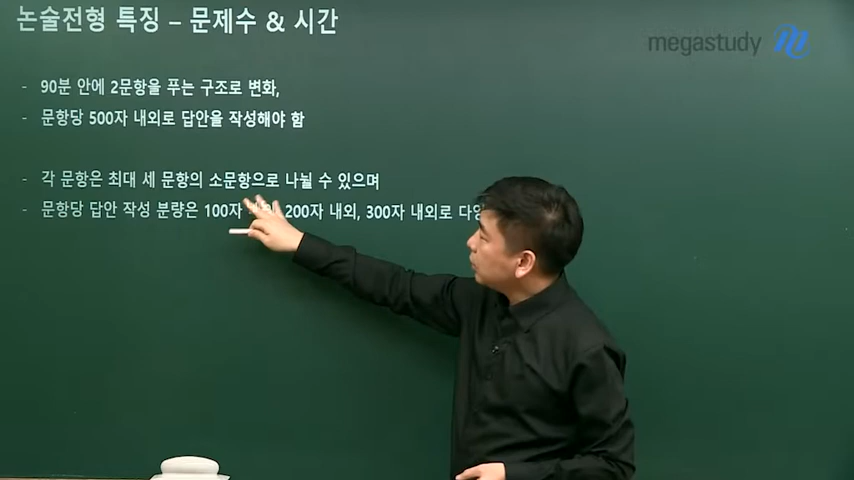 논술전형 특징 – 문제수 & 시간
megastudy
- 90분 안에 2문항을 푸는 구조로 변화,
- 문항당 500자 내외로 답안을 작성해야 함
- 각 문항은 최대 세 문항의 소문항으로 나뉠 수 있으며
- 문항당 답안 작성 분량은 100자 200자 내외, 300자 내외로